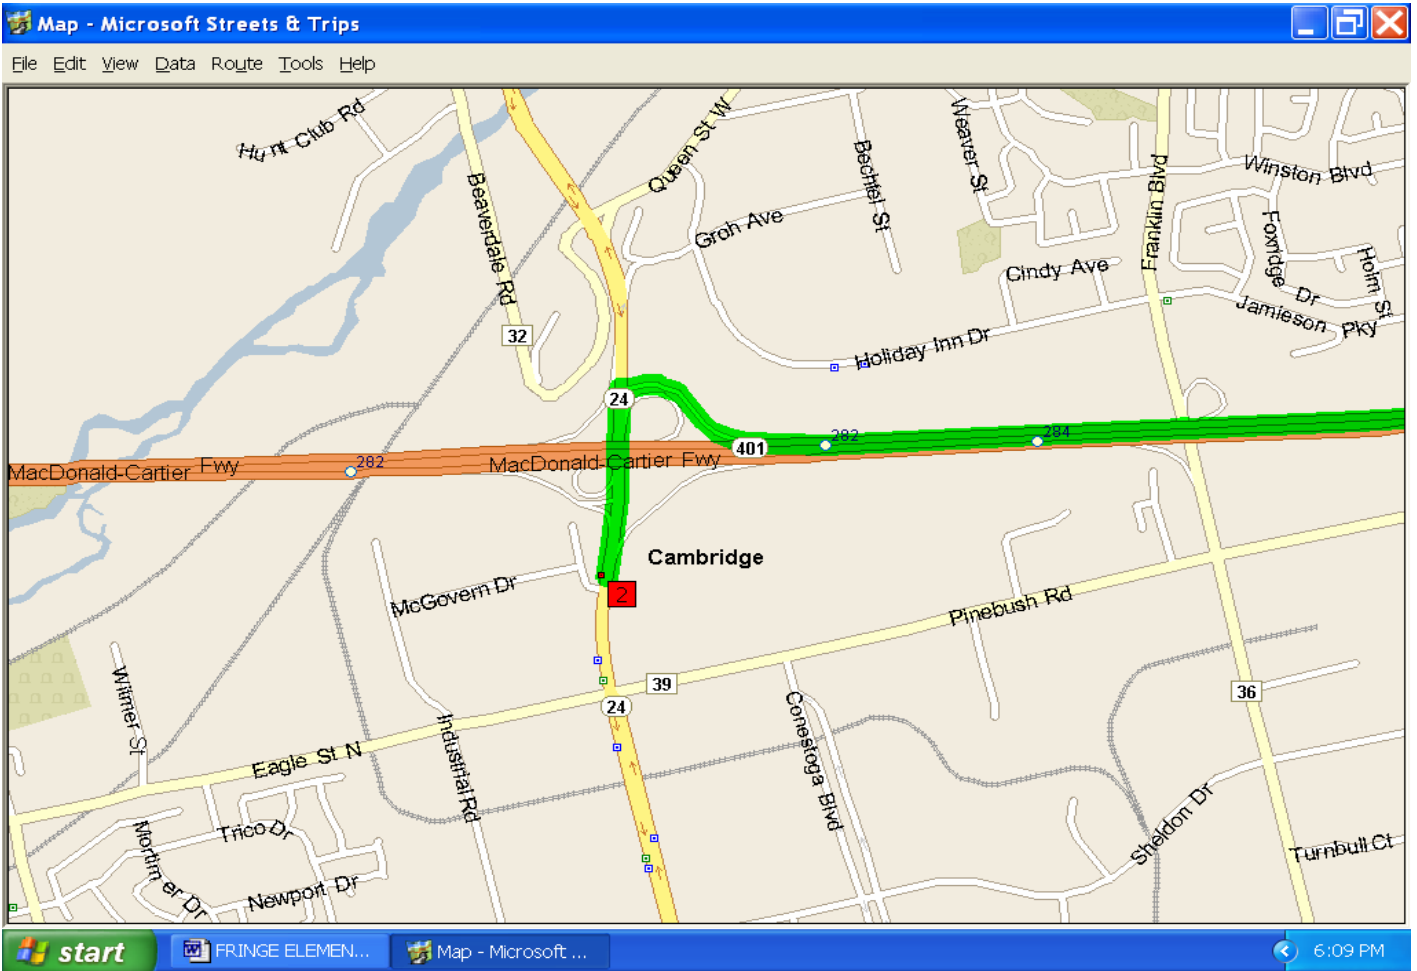 Map - Microsoft Streets & Trips
File Edit View Data Route Tools Help
Hunt Club Rd
Beaverdale Rd
Queen St W
Bechtel St
Weaver St
Franklin Blvd
Winston Blvd
Groh Ave
Cindy Ave
Foxridge Dr
Holm St
Jamieson Pky
32
Holiday Inn Dr
24
401
282
284
MacDonald-Cartier Fwy
282
MacDonald-Cartier Fwy
Cambridge
McGovern Dr
2
Pinebush Rd
39
36
24
Wilmer St
Industrial Rd
Conestoga Blvd
Eagle St N
Trico Dr
Mortimer Dr
Newport Dr
Sheldon Dr
Turnbull Ct
start
FRINGE ELEMEN...
Map - Microsoft ...
6:09 PM